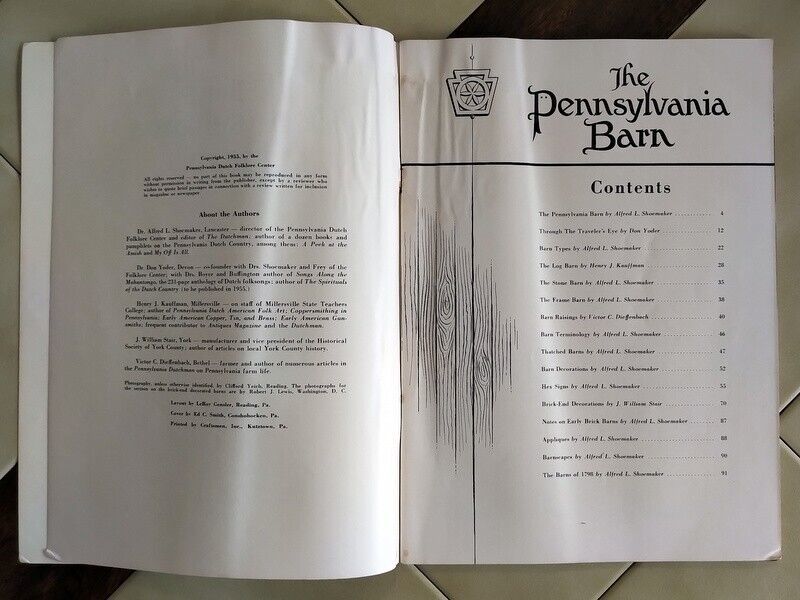 Copyright, 1955, by the
Pennsylvania Dutch Folklore Center
All rights reserved — no part of this book may be reproduced in any form
without permission in writing from the publisher, except by a reviewer who
wishes to quote brief passages in connection with a review written for inclusion
in magazine or newspaper.
About the Authors
Dr. Alfred L. Shoemaker, Lancaster — director of the Pennsylvania Dutch
Folklore Center and editor of The Dutchman; author of a dozen books and
pamphlets on the Pennsylvania Dutch Country, among them: A Peek at the
Amish and My Off Is All.
Dr. Don Yoder, Devon — co-founder with Drs. Shoemaker and Frey of the
Folklore Center; with Drs. Boyer and Buffington author of Songs Along the
Mahantongo, the 231-page anthology of Dutch folksongs; author of The Spirituals
of the Dutch Country (to be published in 1955.)
Henry J. Kauffman, Millersville — on staff of Millersville State Teachers
College; author of Pennsylvania Dutch American Folk Art; Coppersmithing in
Pennsylvania; Early American Copper, Tin, and Brass; Early American Gun-
smiths; frequent contributor to Antiques Magazine and the Dutchman.
J. William Stair, York — manufacturer and vice president of the Historical
Society of York County; author of articles on local York County history.
Victor C. Dieffenbach, Bethel — farmer and author of numerous articles in
the Pennsylvania Dutchman on Pennsylvania farm life.
Photography, unless otherwise identified, by Clifford Yeich, Reading. The photographs for
the section on the brick-end decorated barns are by Robert J. Lewis, Washington, D. C.
Layout by LeRoy Gensler, Reading, Pa.
Cover by Ed C. Smith, Conshohocken, Pa.
Printed by Craftsmen, Inc., Kutztown, Pa.
The
Pennsylvania
Barn
Contents
The Pennsylvania Barn by Alfred L. Shoemaker .............. 4
Through The Traveler's Eye by Don Yoder .............. 12
Barn Types by Alfred L. Shoemaker .............. 22
The Log Barn by Henry J. Kauffman .............. 28
The Stone Barn by Alfred L. Shoemaker .............. 35
The Frame Barn by Alfred L. Shoemaker .............. 38
Barn Raisings by Victor C. Dieffenbach .............. 40
Barn Terminology by Alfred L. Shoemaker .............. 46
Thatched Barns by Alfred L. Shoemaker .............. 47
Barn Decorations by Alfred L. Shoemaker .............. 52
Hex Signs by Alfred L. Shoemaker .............. 55
Brick-End Decorations by J. William Stair .............. 70
Notes on Early Brick Barns by Alfred L. Shoemaker .............. 87
Appliques by Alfred L. Shoemaker .............. 88
Barnscapes by Alfred L. Shoemaker .............. 90
The Barns of 1798 by Alfred L. Shoemaker .............. 91